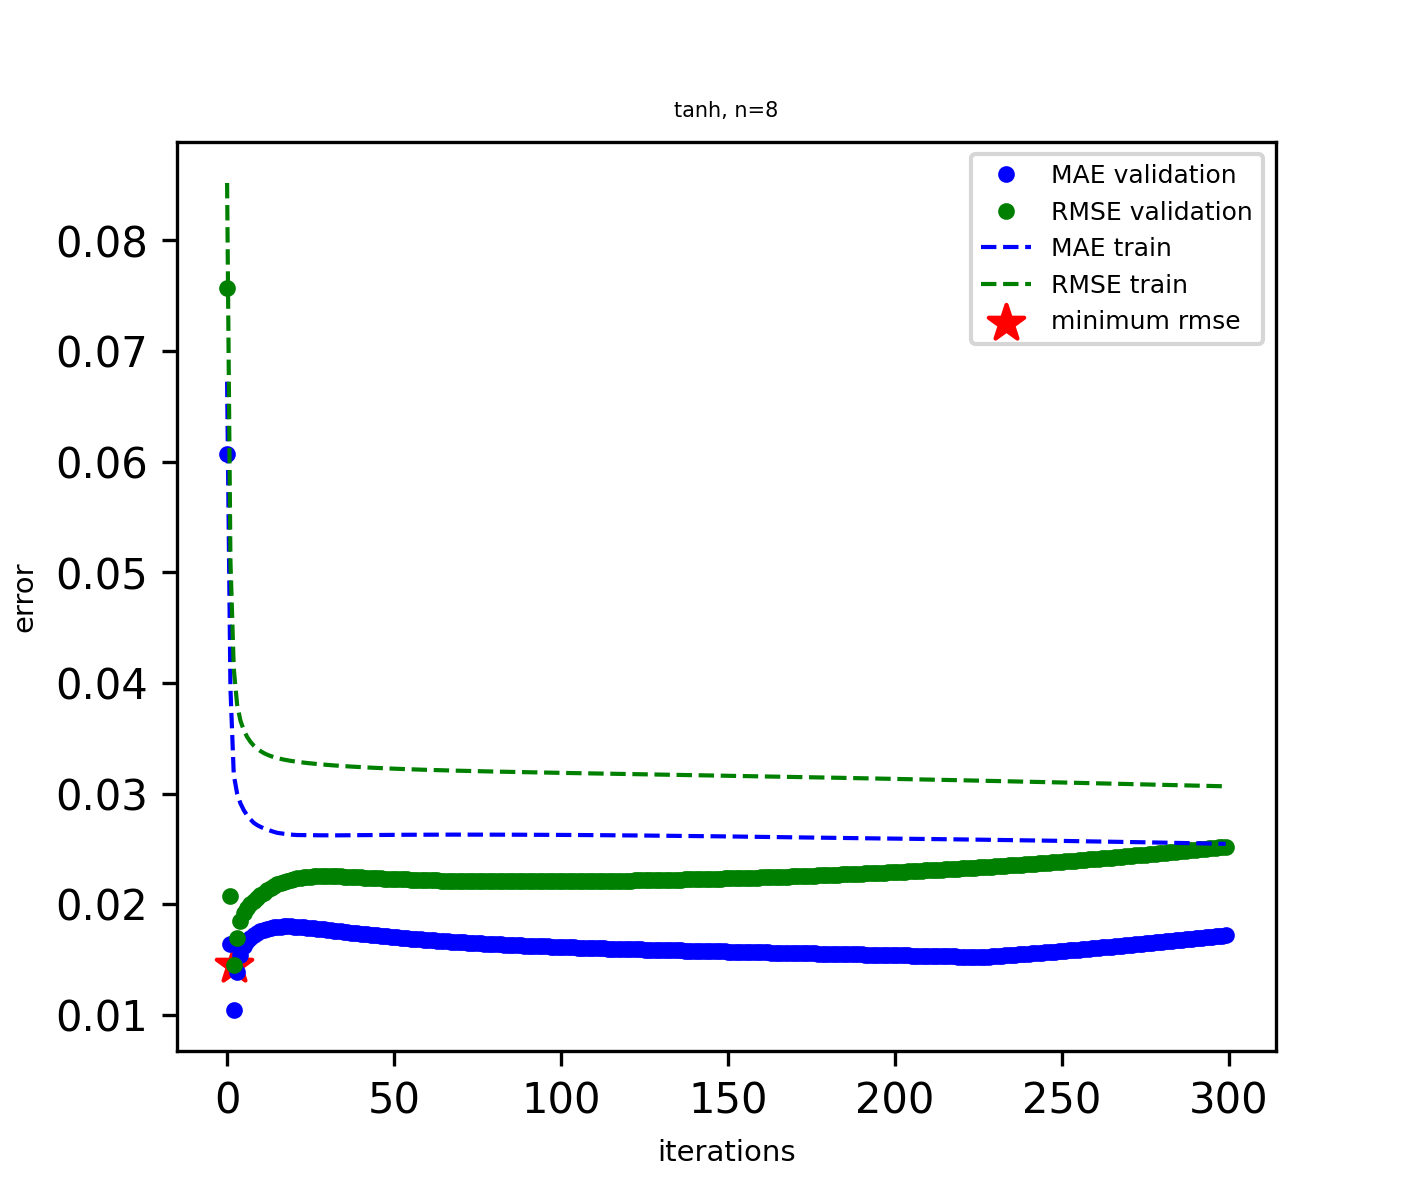 tanh, n=8
MAE validation
RMSE validation
MAE train
RMSE train
minimum rmse
error
0.08
0.07
0.06
0.05
0.04
0.03
0.02
0.01
0 50 100 150 200 250 300
iterations